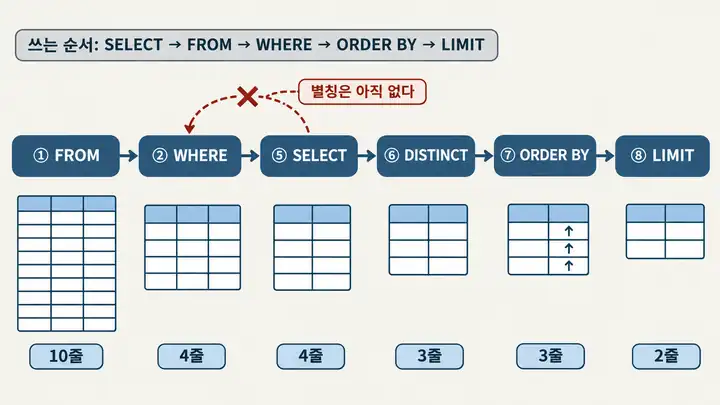 쓰는 순서: SELECT → FROM → WHERE → ORDER BY → LIMIT
별칭은 아직 없다
① FROM
② WHERE
⑤ SELECT
⑥ DISTINCT
⑦ ORDER BY
⑧ LIMIT
↑
↑
↑
10줄
4줄
4줄
3줄
3줄
2줄